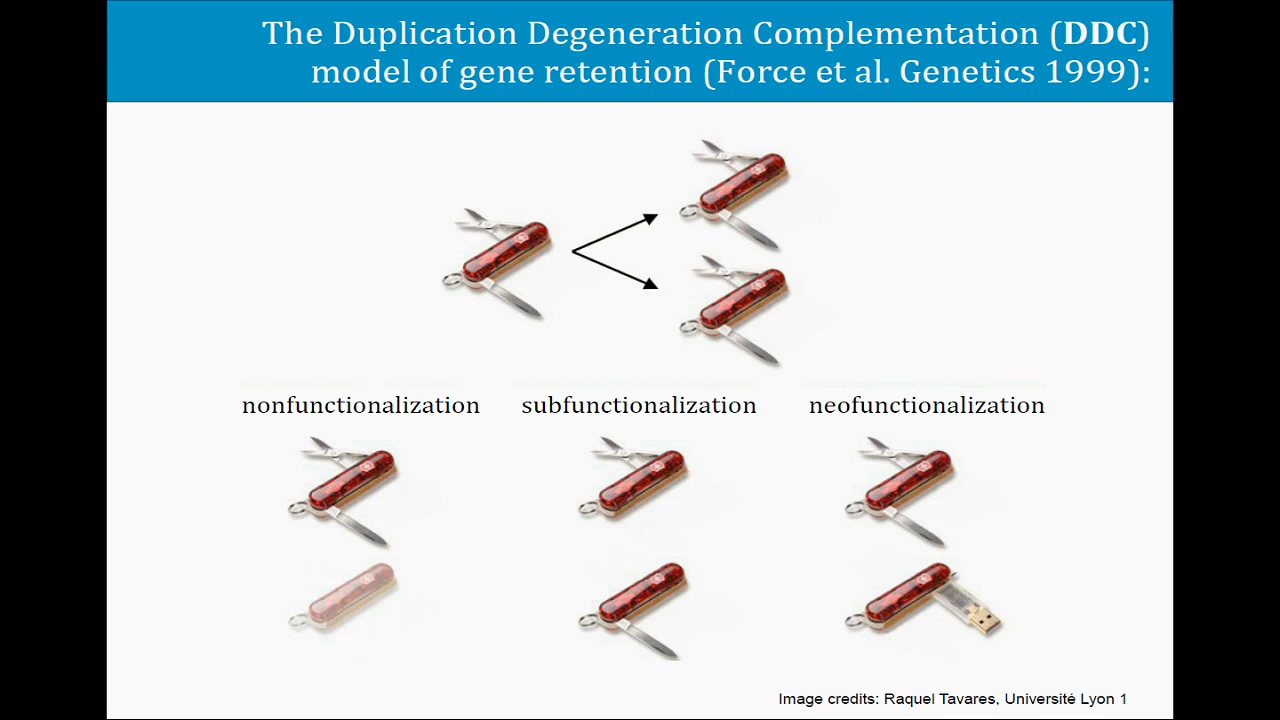 The Duplication Degeneration Complementation (DDC)
model of gene retention (Force et al. Genetics 1999):
nonfunctionalization
subfunctionalization
neofunctionalization
Image credits: Raquel Tavares, Université Lyon 1